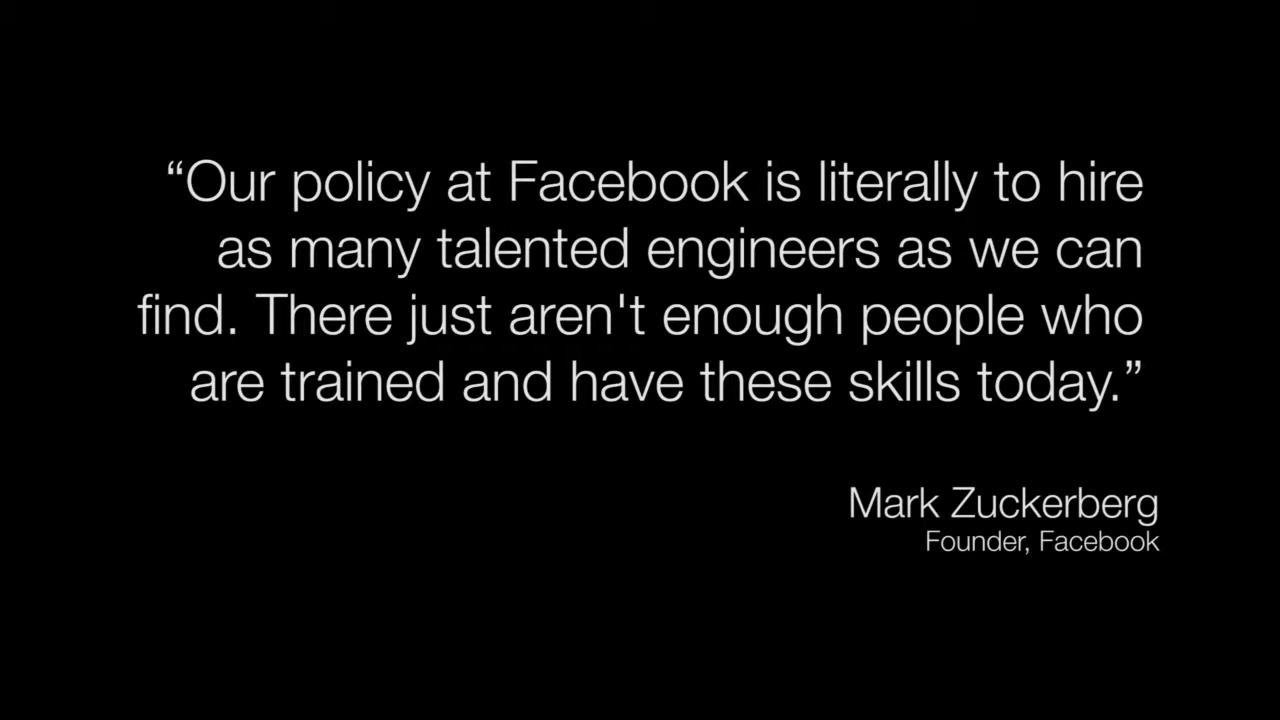 “Our policy at Facebook is literally to hire
as many talented engineers as we can
find. There just aren't enough people who
are trained and have these skills today.”
Mark Zuckerberg
Founder, Facebook